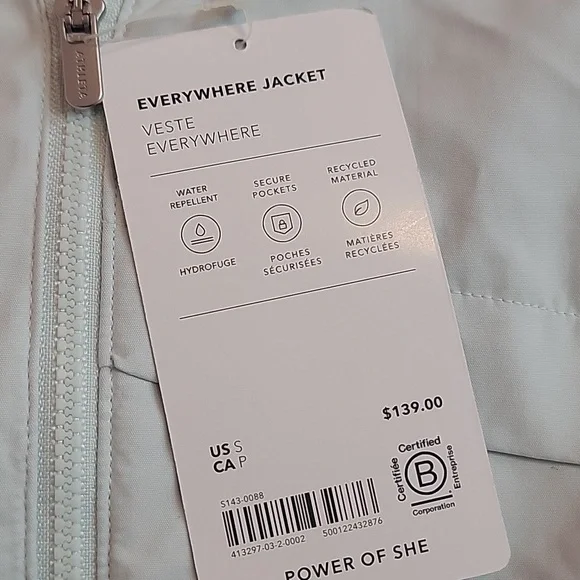 ATHLETA
EVERYWHERE JACKET
VESTE
EVERYWHERE
WATER
REPELLENT
HYDROFUGE
SECURE
POCKETS
POCHES
SÉCURISÉES
RECYCLED
MATERIAL
MATIÈRES
RECYCLÉES
$139.00
US S
CA P
Certified
Certifiée
B
Entreprise
Corporation
S143-0088
413297-03-2-0002 500122432876
POWER OF SHE